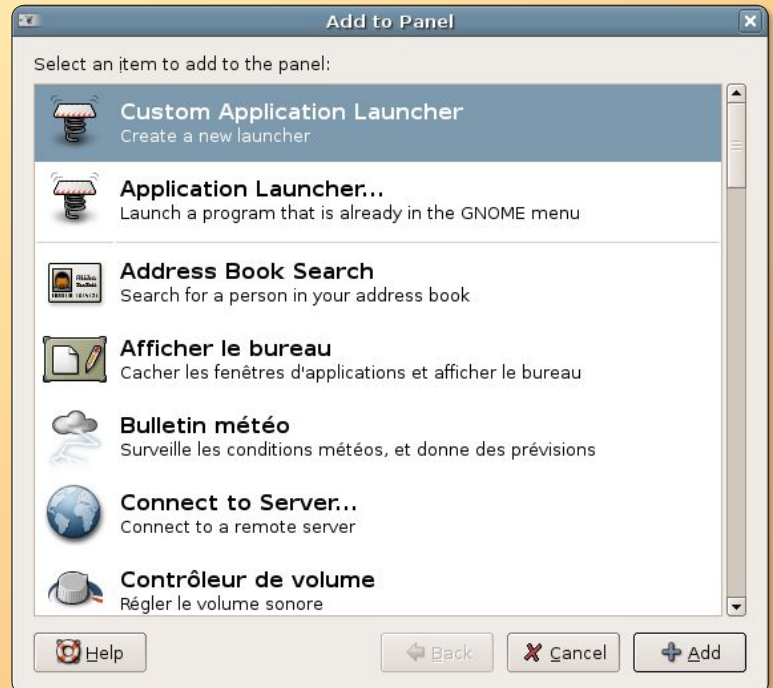 Add to Panel
Select an item to add to the panel:
Custom Application Launcher
Create a new launcher
Application Launcher...
Launch a program that is already in the GNOME menu
Address Book Search
Search for a person in your address book
Afficher le bureau
Cacher les fenêtres d'applications et afficher le bureau
Bulletin météo
Surveille les conditions météos, et donne des prévisions
Connect to Server...
Connect to a remote server
Contrôleur de volume
Régler le volume sonore
Help
Back
Cancel
Add